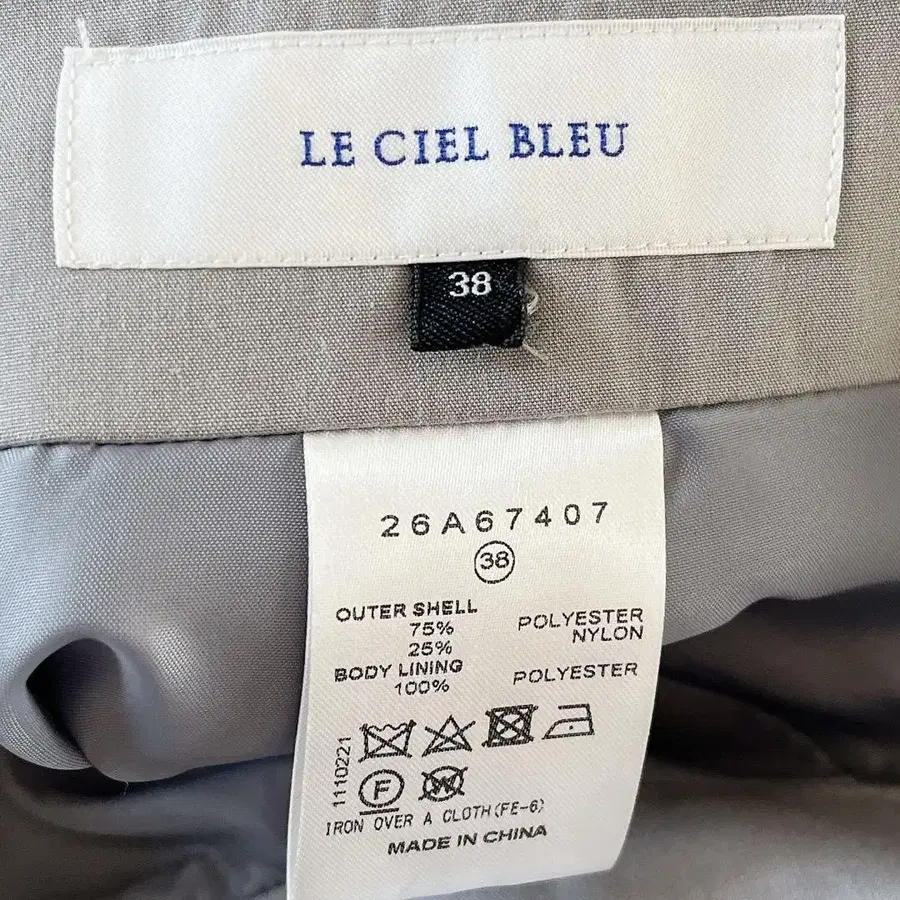 LE CIEL BLEU
38
26A67407
38
OUTER SHELL
75% POLYESTER
25% NYLON
BODY LINING
100% POLYESTER
1110221
F
W
IRON OVER A CLOTH(FE-6)
MADE IN CHINA